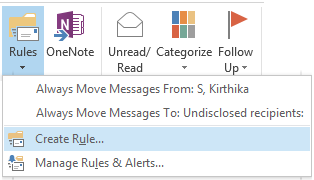 Rules OneNote Unread/ Categorize Follow
Read Up
Always Move Messages From: S, Kirthika
Always Move Messages To: Undisclosed recipients:
Create Rule...
Manage Rules & Alerts...